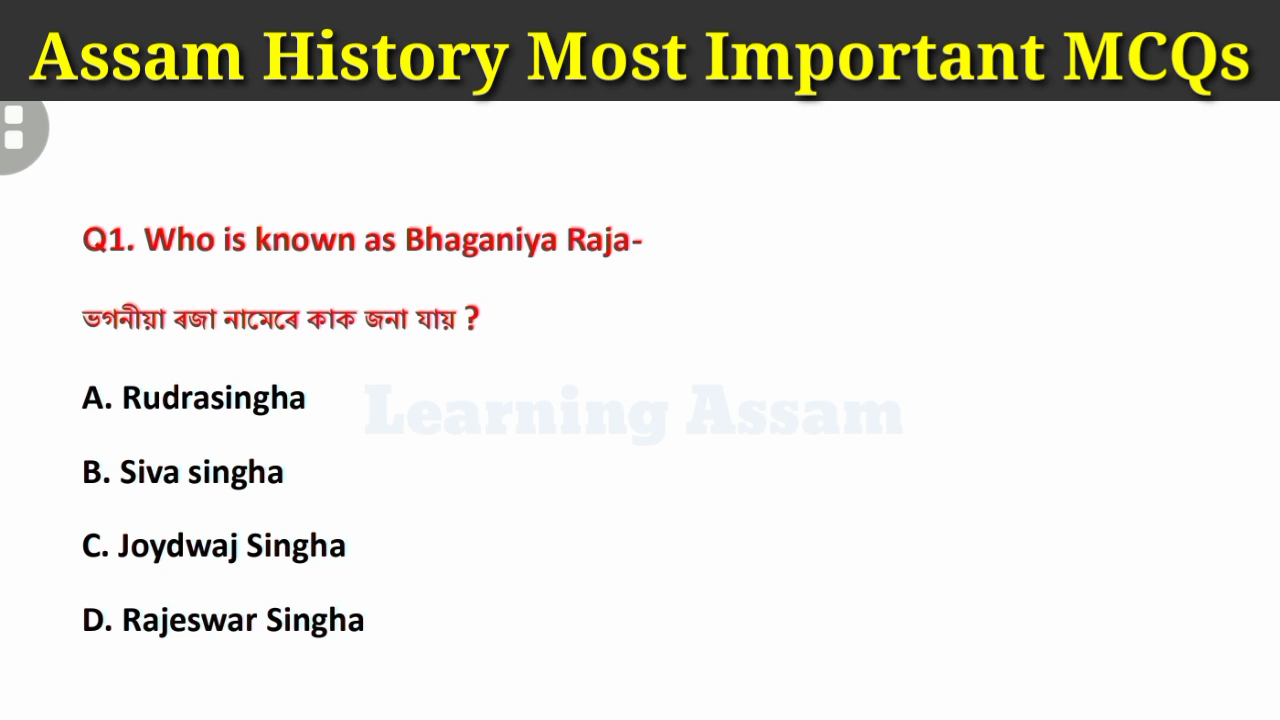 Assam History Most Important MCQs
Q1. Who is known as Bhaganiya Raja-
ভগনীয়া ৰজা নামেৰে কাক জনা যায় ?
A. Rudrasingha
Learning Assam
B. Siva singha
C. Joydwaj Singha
D. Rajeswar Singha